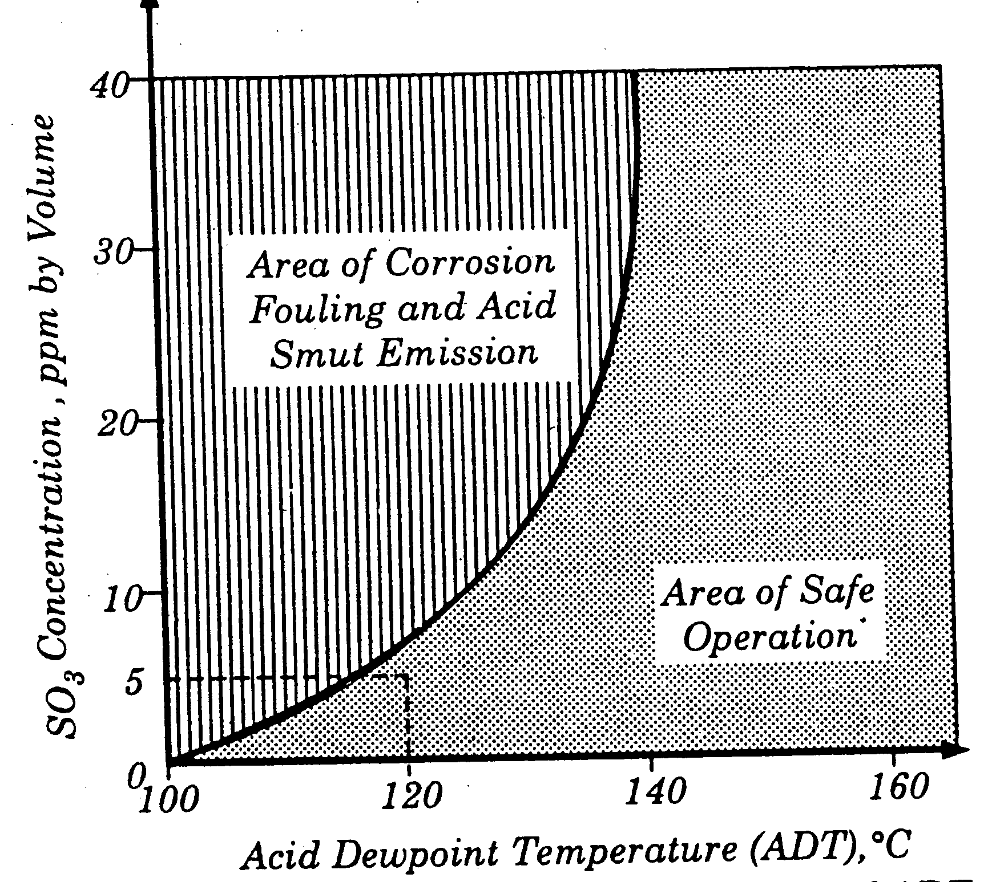 40
30
20
10
5
0
SO3 Concentration, ppm by Volume
Area of Corrosion
Fouling and Acid
Smut Emission
Area of Safe
Operation
100
120
140
160
Acid Dewpoint Temperature (ADT), °C